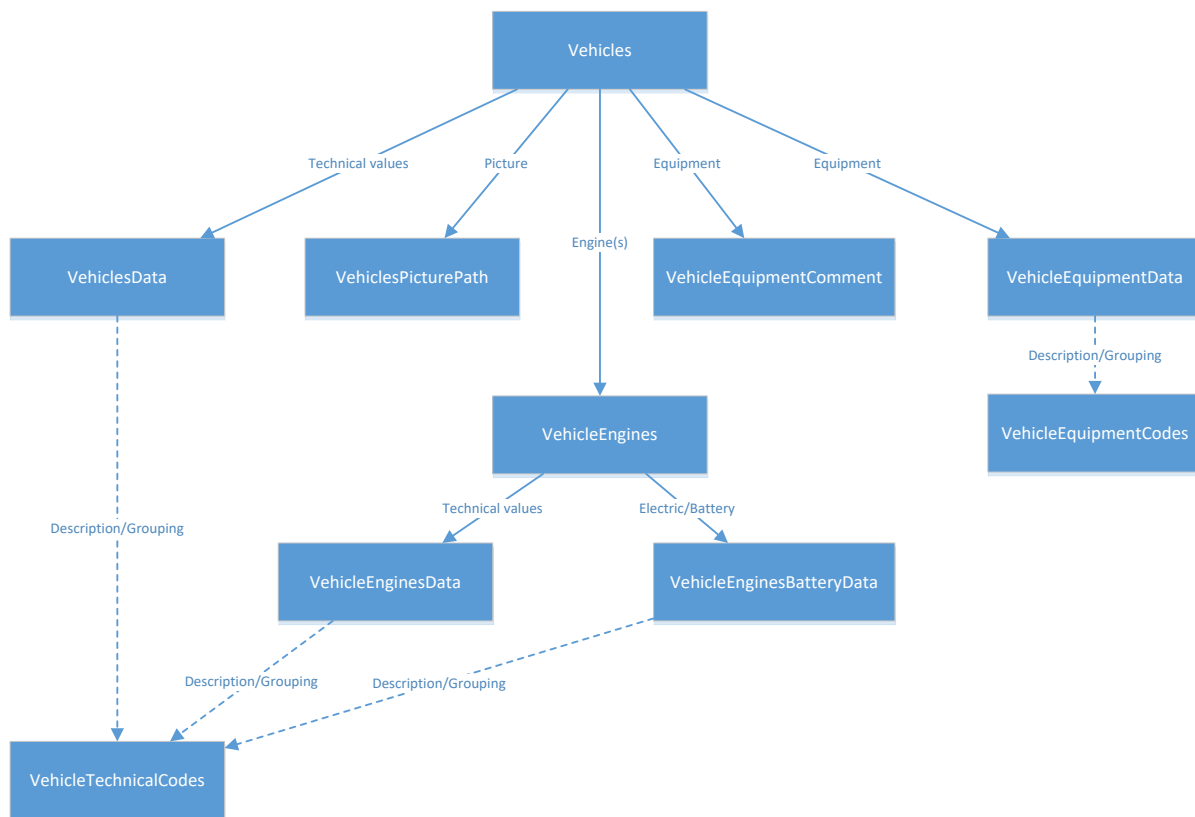 Vehicles
Technical values
Picture
Equipment
Equipment
Engine(s)
VehiclesData
VehiclesPicturePath
VehicleEquipmentComment
VehicleEquipmentData
Description/Grouping
VehicleEngines
VehicleEquipmentCodes
Technical values
Electric/Battery
Description/Grouping
VehicleEnginesData
VehicleEnginesBatteryData
Description/Grouping
Description/Grouping
VehicleTechnicalCodes